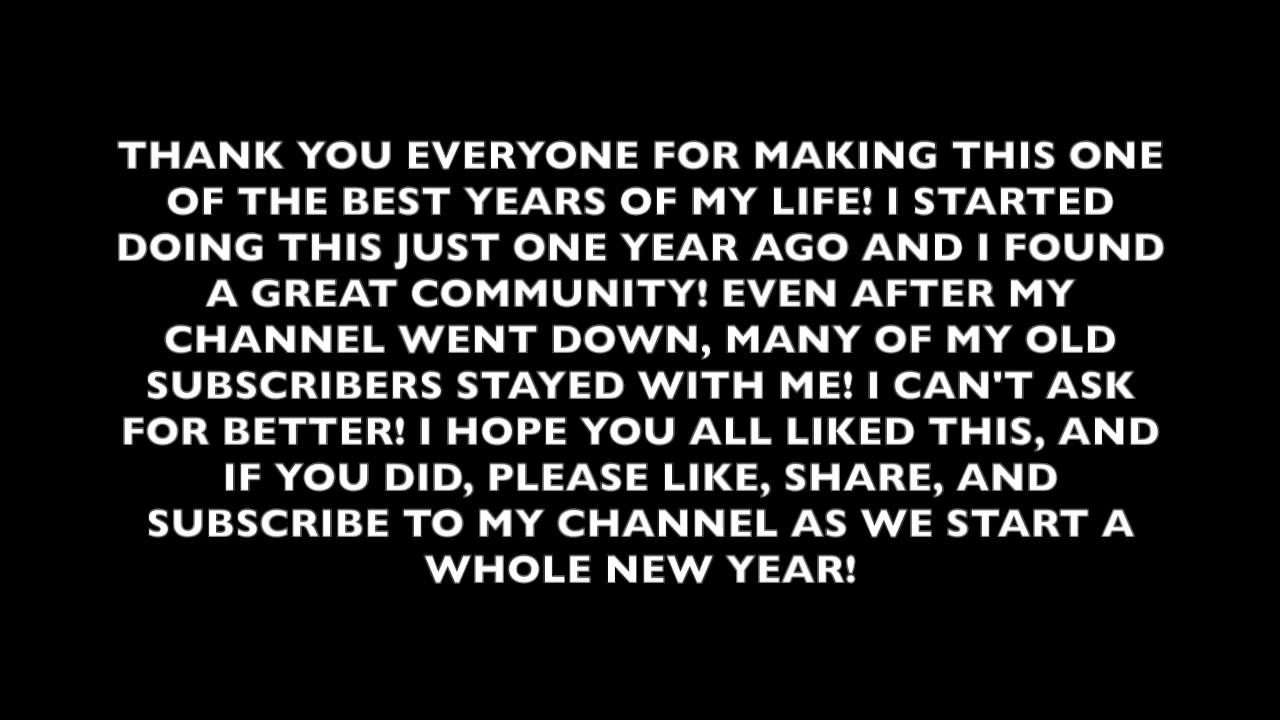 THANK YOU EVERYONE FOR MAKING THIS ONE
OF THE BEST YEARS OF MY LIFE! I STARTED
DOING THIS JUST ONE YEAR AGO AND I FOUND
A GREAT COMMUNITY! EVEN AFTER MY
CHANNEL WENT DOWN, MANY OF MY OLD
SUBSCRIBERS STAYED WITH ME! I CAN'T ASK
FOR BETTER! I HOPE YOU ALL LIKED THIS, AND
IF YOU DID, PLEASE LIKE, SHARE, AND
SUBSCRIBE TO MY CHANNEL AS WE START A
WHOLE NEW YEAR!